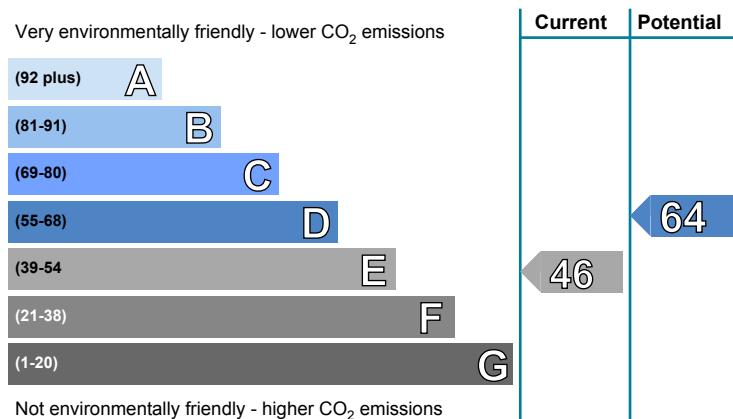 Current Potential
Very environmentally friendly - lower CO₂ emissions
(92 plus) A
(81-91) B
(69-80) C
(55-68) D
64
(39-54 E
46
(21-38) F
(1-20) G
Not environmentally friendly - higher CO₂ emissions